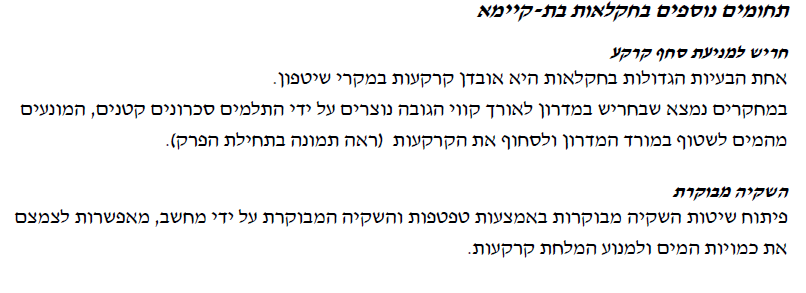 תחומים נוספים בחקלאות בת-קיימא
חריש למניעת סחף קרקע
אחת הבעיות הגדולות בחקלאות היא אובדן קרקעות במקרי שיטפון.
במחקרים נמצא שבחריש במדרון לאורך קווי הגובה נוצרים על ידי התלמים סכרונים קטנים, המונעים
מהמים לשטוף במורד המדרון ולסחוף את הקרקעות (ראה תמונה בתחילת הפרק).
השקיה מבוקרת
פיתוח שיטות השקיה מבוקרות באמצעות טפטפות והשקיה המבוקרת על ידי מחשב, מאפשרות לצמצם
את כמויות המים ולמנוע המלחת קרקעות.